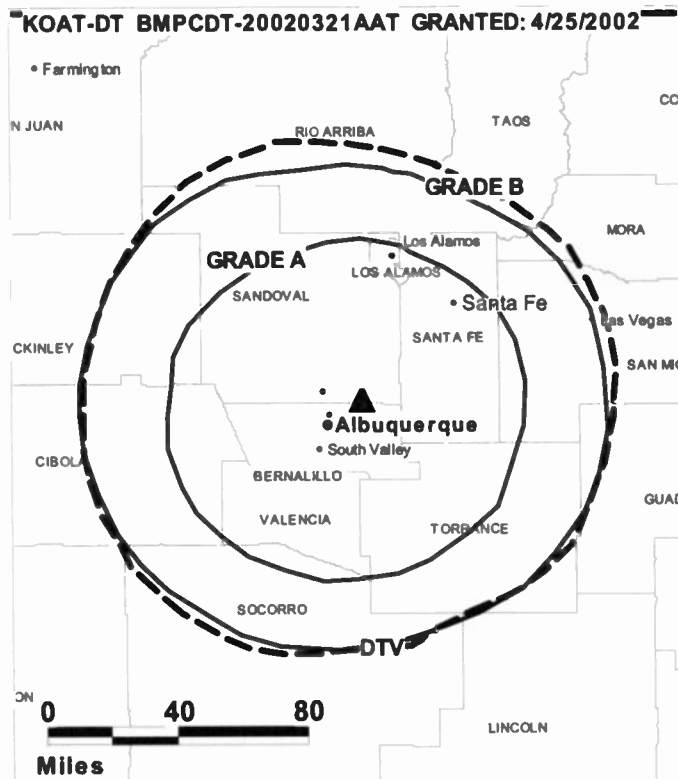 KOAT-DT BMPCDT-20020321AAT GRANTED: 4/25/2002
Farmington
CO
N JUAN
RIO ARRIBA
TAOS
GRADE B
MORA
Los Alamos
GRADE A
LOS ALAMOS
SANDOVAL
Santa Fe
Las Vegas
SANTA FE
CKINLEY
SAN MIG
Albuquerque
South Valley
CIBOLA
BERNALILLO
GUAD
VALENCIA
TORRANCE
SOCORRO
DTV
ON
0 40 80
LINCOLN
Miles